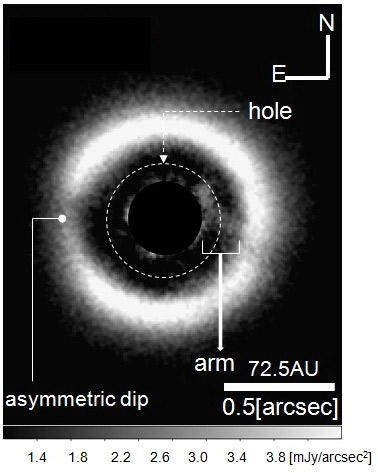 N
E
hole
arm
72.5AU
asymmetric dip
0.5[arcsec]
1.4 1.8 2.2 2.6 3.0 3.4 3.8 [mJy/arcsec²]